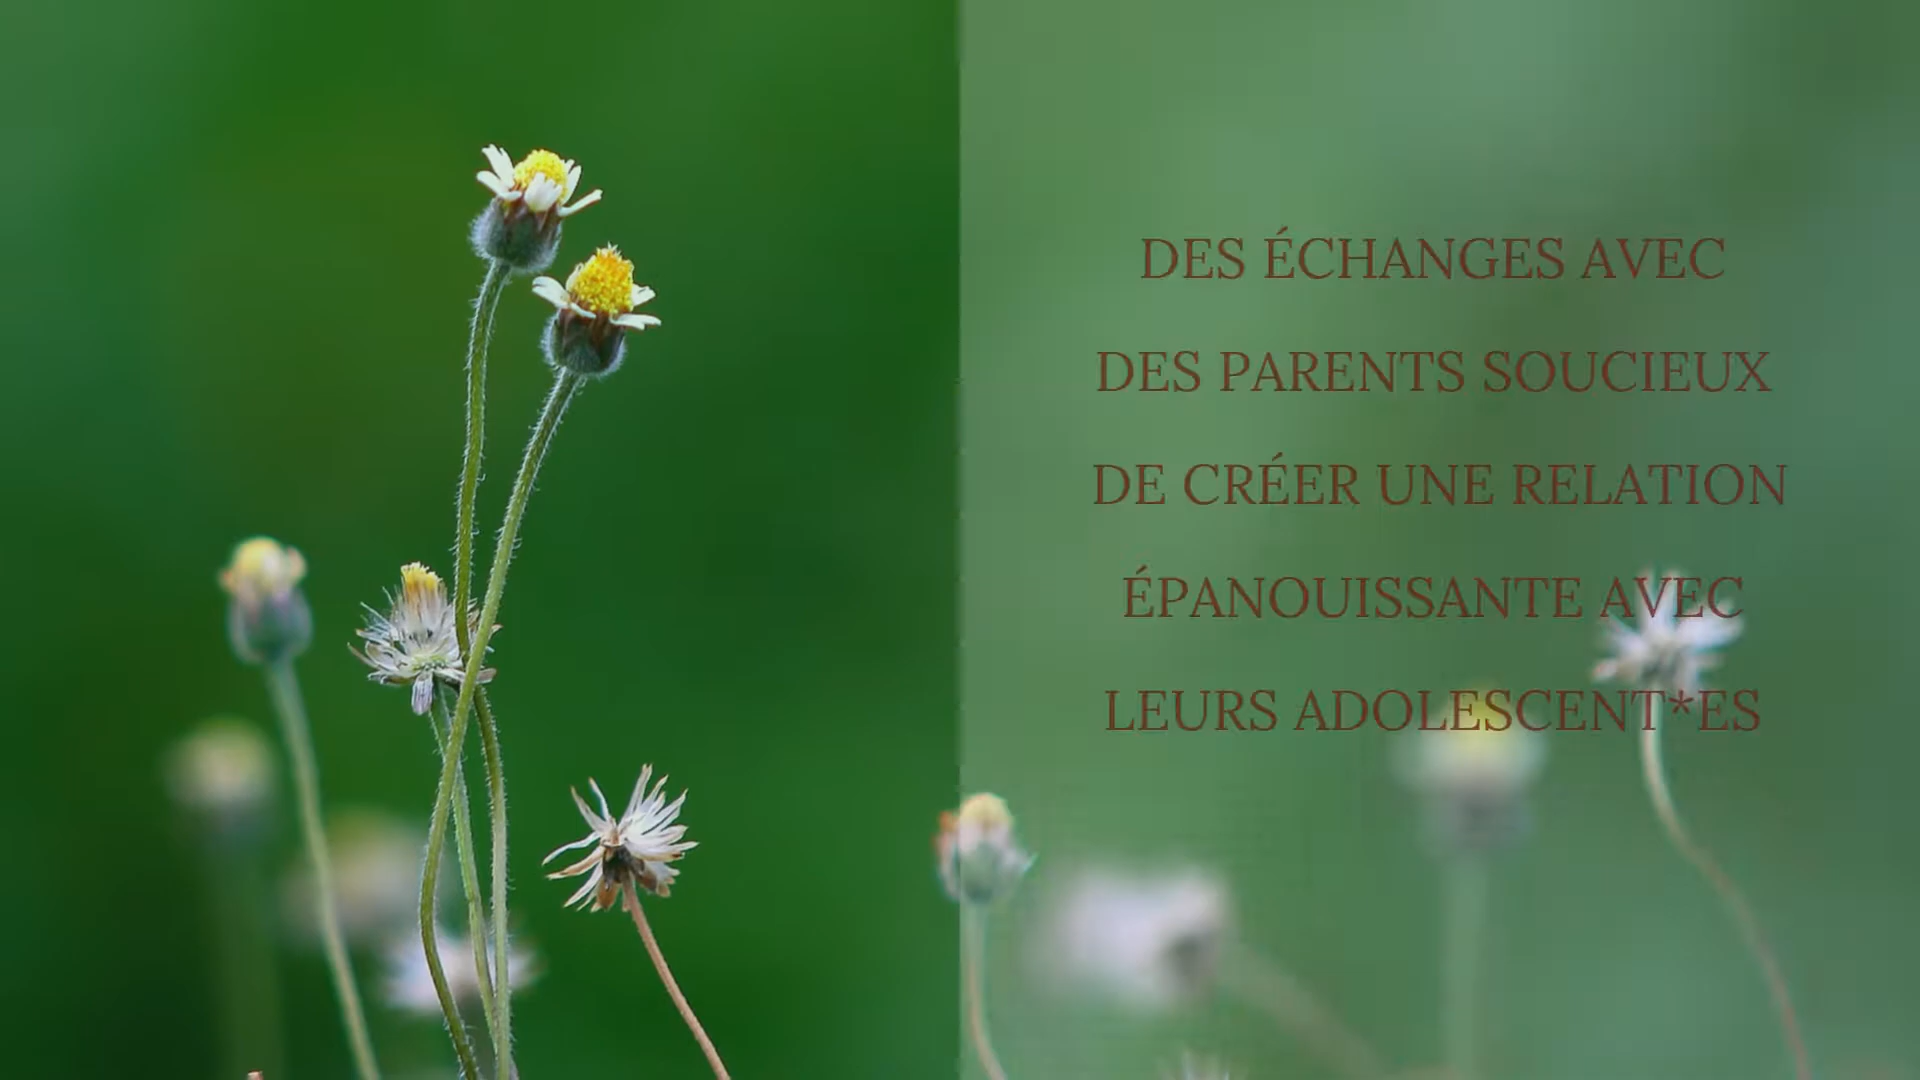 DES ÉCHANGES AVEC
DES PARENTS SOUCIEUX
DE CRÉER UNE RELATION
ÉPANOUISSANTE AVEC
LEURS ADOLESCENT*ES